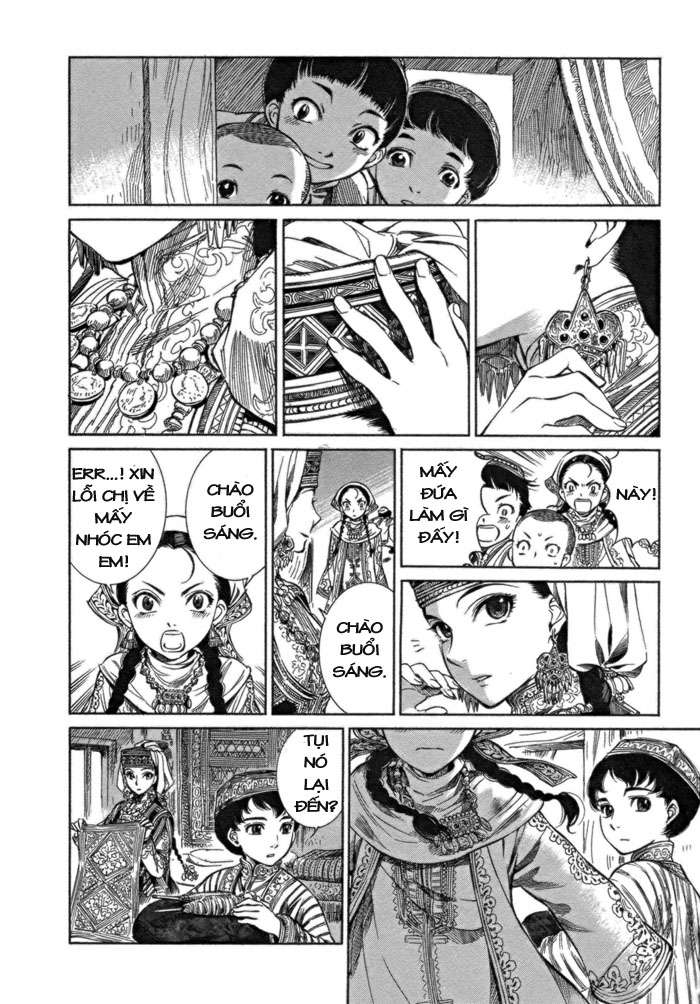 NÀY!
MẤY
ĐỨA
LÀM GÌ
ĐẤY!
CHÀO
BUỔI
SÁNG.
CHÀO
BUỔI
SÁNG.
ERR...! XIN
LỖI CHỊ VỀ
MẤY
NHÓC EM
EM!
TỤI
NÓ
LẠI
ĐẾN?